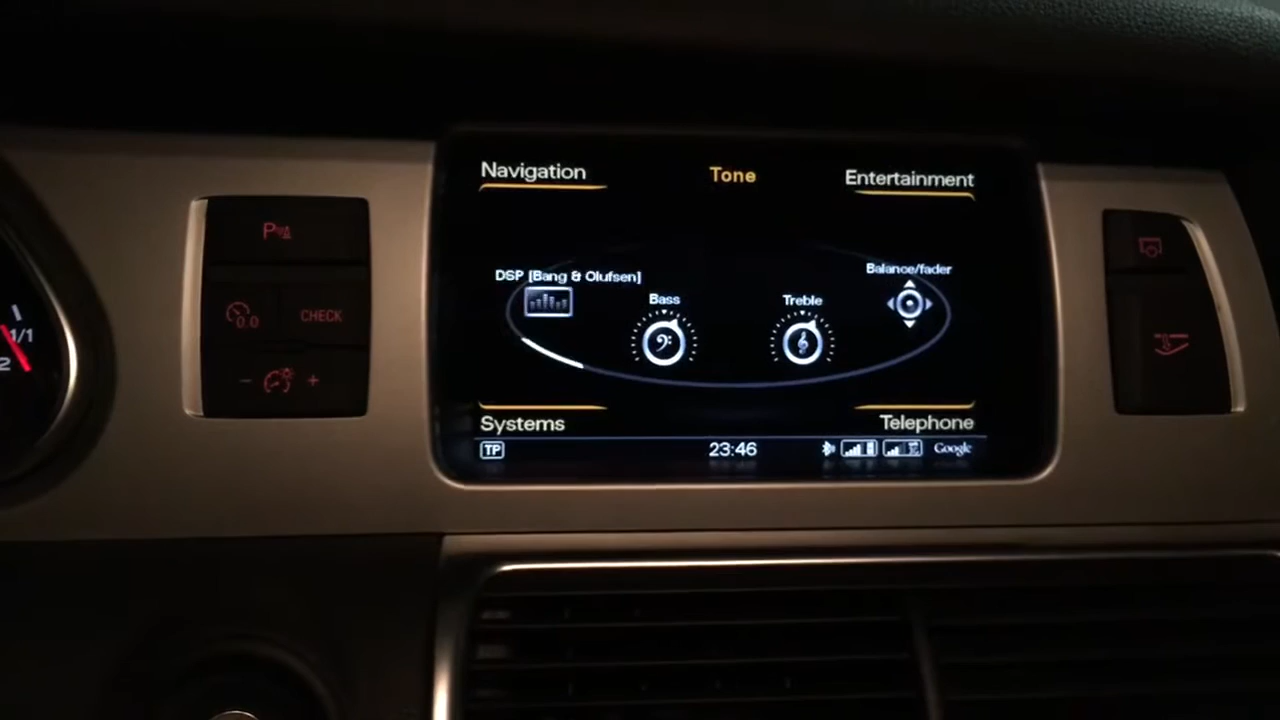 Navigation
Tone
Entertainment
DSP [Bang & Olufsen]
Balance/fader
Bass
Treble
Systems
Telephone
TP
23:46
Google
P
0.0
CHECK
- +
1/1
2